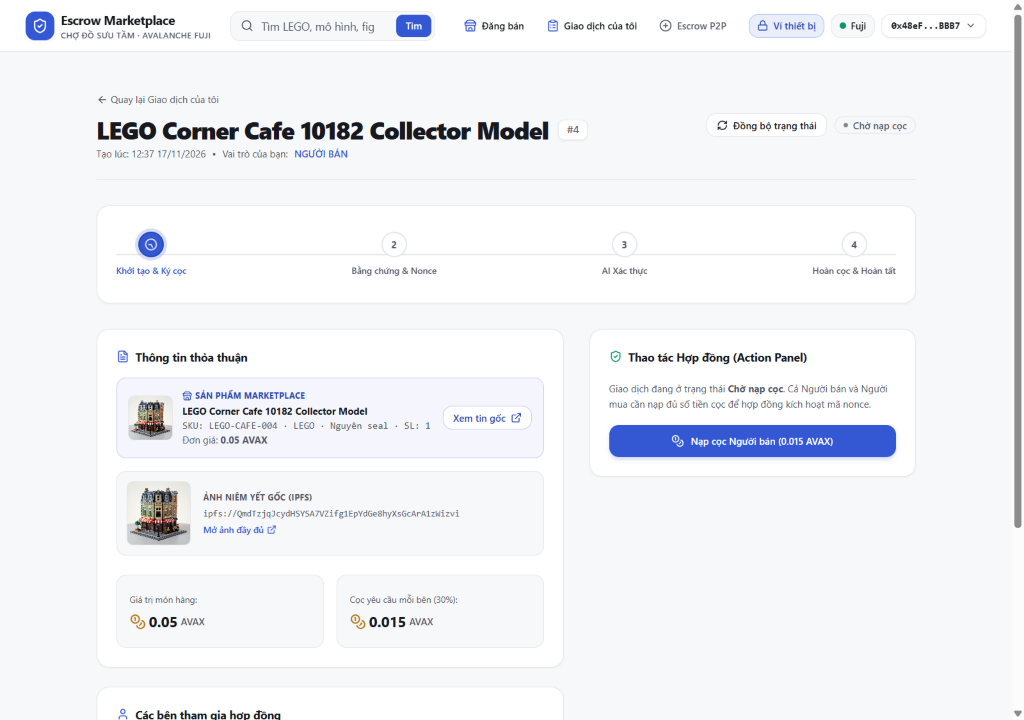 Escrow Marketplace
CHỢ ĐỒ SƯU TẦM · AVALANCHE FUJI
Tìm LEGO, mô hình, fig
Tìm
Đăng bán
Giao dịch của tôi
Escrow P2P
Ví thiết bị
Fuji
0x48eF...BBB7
Quay lại Giao dịch của tôi
LEGO Corner Cafe 10182 Collector Model
#4
Đồng bộ trạng thái
Chờ nạp cọc
Tạo lúc: 12:37 17/11/2026 • Vai trò của bạn: NGƯỜI BÁN
Khởi tạo & Ký cọc
2
Bằng chứng & Nonce
3
AI Xác thực
4
Hoàn cọc & Hoàn tất
Thông tin thỏa thuận
SẢN PHẨM MARKETPLACE
LEGO Corner Cafe 10182 Collector Model
SKU: LEGO-CAFE-004 · LEGO · Nguyên seal · SL: 1
Đơn giá: 0.05 AVAX
Xem tin gốc
ẢNH NIÊM YẾT GỐC (IPFS)
ipfs://QmdTzjqJcydHSYSA7VZifg1EpYdGe8hyXsGcArA1zWizvi
Mở ảnh đầy đủ
Giá trị món hàng:
0.05 AVAX
Cọc yêu cầu mỗi bên (30%):
0.015 AVAX
Các bên tham gia hợp đồng
Thao tác Hợp đồng (Action Panel)
Giao dịch đang ở trạng thái Chờ nạp cọc. Cả Người bán và Người
mua cần nạp đủ số tiền cọc để hợp đồng kích hoạt mã nonce.
Nạp cọc Người bán (0.015 AVAX)